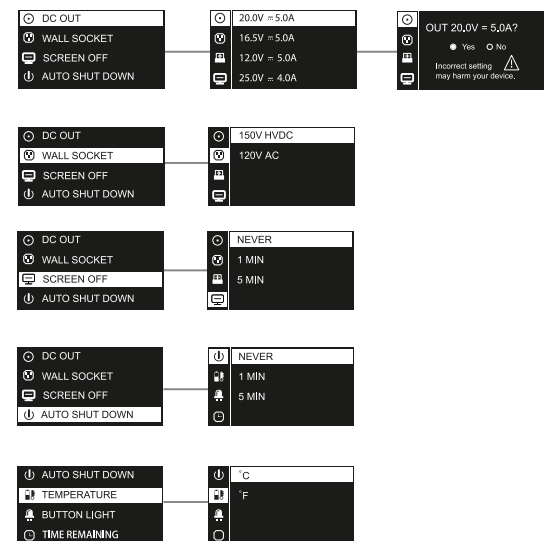 DC OUT
WALL SOCKET
SCREEN OFF
AUTO SHUT DOWN
20.0V ⎓ 5.0A
16.5V ⎓ 5.0A
12.0V ⎓ 5.0A
25.0V ⎓ 4.0A
OUT 20.0V = 5.0A?
Yes No
Incorrect setting
may harm your device.
DC OUT
WALL SOCKET
SCREEN OFF
AUTO SHUT DOWN
150V HVDC
120V AC
DC OUT
WALL SOCKET
SCREEN OFF
AUTO SHUT DOWN
NEVER
1 MIN
5 MIN
DC OUT
WALL SOCKET
SCREEN OFF
AUTO SHUT DOWN
NEVER
1 MIN
5 MIN
AUTO SHUT DOWN
TEMPERATURE
BUTTON LIGHT
TIME REMAINING
°C
°F